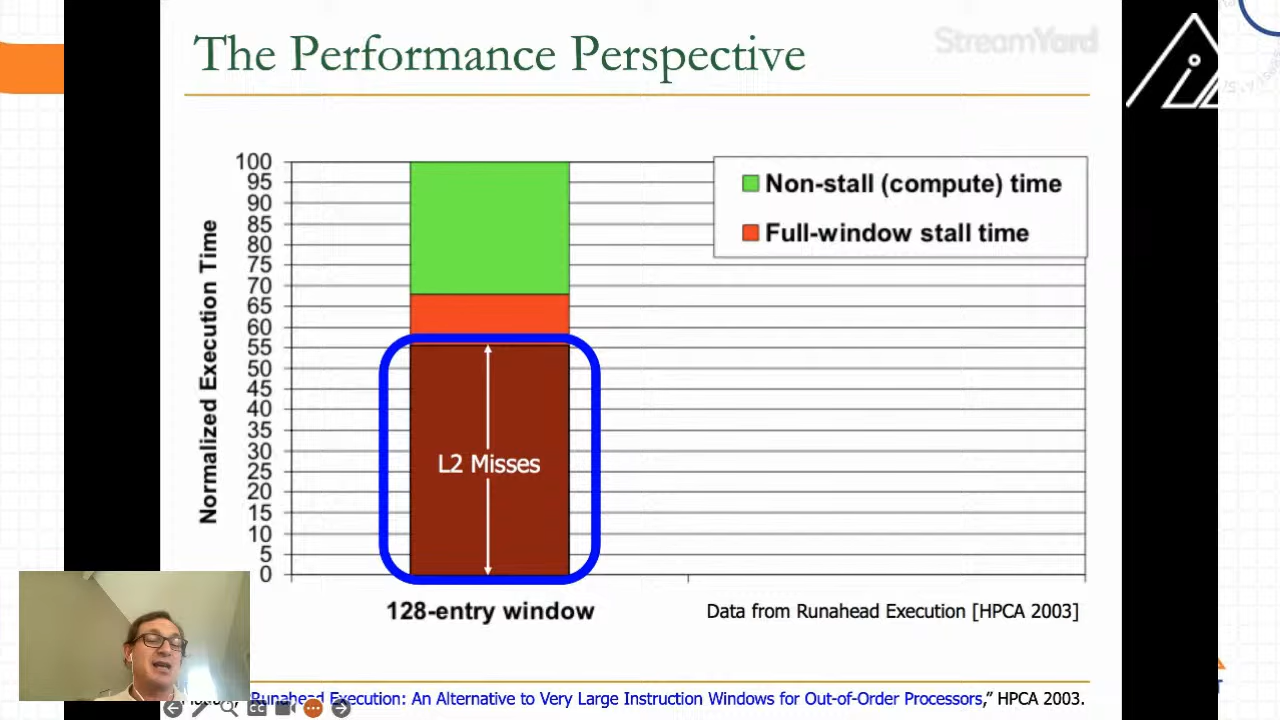 The Performance Perspective
StreamYard
100
95
90
85
80
75
70
65
60
55
50
45
40
35
30
25
20
15
10
5
0
Normalized Execution Time
Non-stall (compute) time
Full-window stall time
L2 Misses
128-entry window
Data from Runahead Execution [HPCA 2003]
Runahead Execution: An Alternative to Very Large Instruction Windows for Out-of-Order Processors,” HPCA 2003.
CC